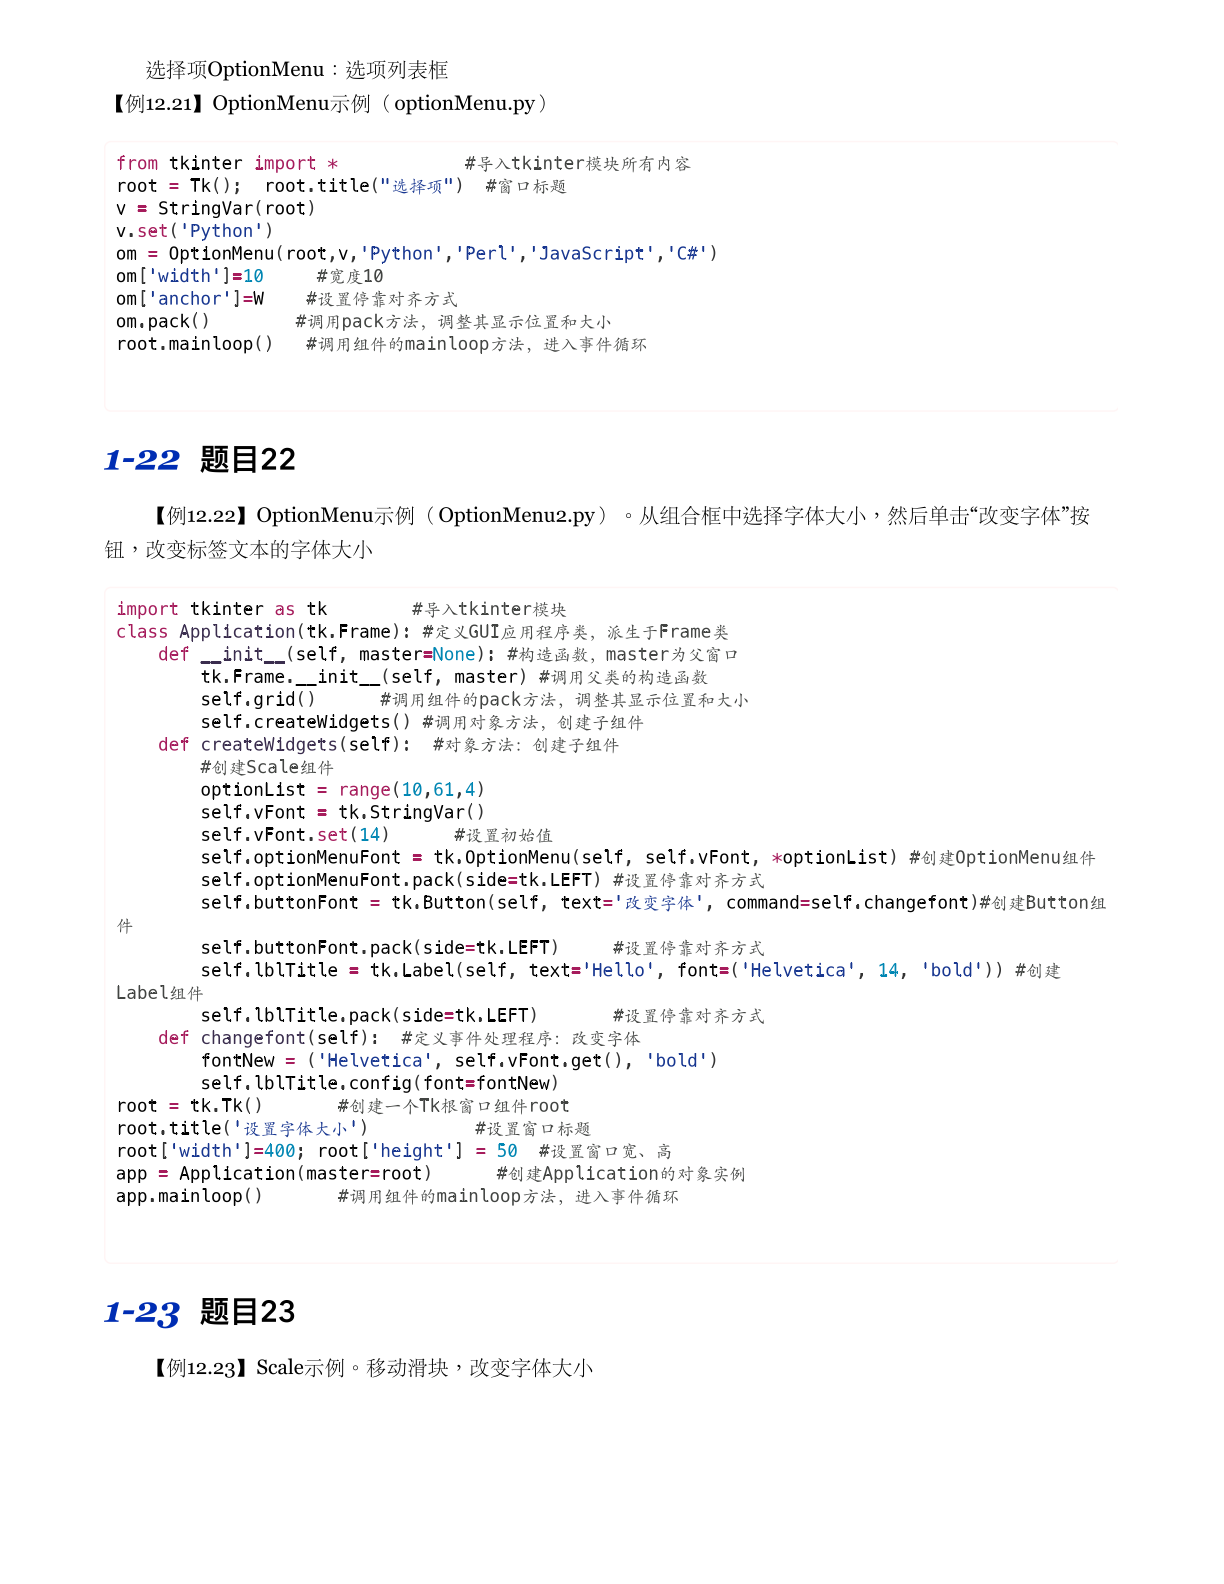 选择项OptionMenu：选项列表框
【例12.21】OptionMenu示例（optionMenu.py）
from tkinter import *            #导入tkinter模块所有内容
root = Tk();  root.title("选择项")  #窗口标题
v = StringVar(root)
v.set('Python')
om = OptionMenu(root,v,'Python','Perl','JavaScript','C#')
om['width']=10     #宽度10
om['anchor']=W    #设置停靠对齐方式
om.pack()        #调用pack方法，调整其显示位置和大小
root.mainloop()   #调用组件的mainloop方法，进入事件循环
1-22 题目22
【例12.22】OptionMenu示例（OptionMenu2.py）。从组合框中选择字体大小，然后单击“改变字体”按
钮，改变标签文本的字体大小
import tkinter as tk        #导入tkinter模块
class Application(tk.Frame): #定义GUI应用程序类，派生于Frame类
    def __init__(self, master=None): #构造函数，master为父窗口
        tk.Frame.__init__(self, master) #调用父类的构造函数
        self.grid()      #调用组件的pack方法，调整其显示位置和大小
        self.createWidgets() #调用对象方法，创建子组件
    def createWidgets(self):  #对象方法：创建子组件
        #创建Scale组件
        optionList = range(10,61,4)
        self.vFont = tk.StringVar()
        self.vFont.set(14)      #设置初始值
        self.optionMenuFont = tk.OptionMenu(self, self.vFont, *optionList) #创建OptionMenu组件
        self.optionMenuFont.pack(side=tk.LEFT) #设置停靠对齐方式
        self.buttonFont = tk.Button(self, text='改变字体', command=self.changefont)#创建Button组
件
        self.buttonFont.pack(side=tk.LEFT)     #设置停靠对齐方式
        self.lblTitle = tk.Label(self, text='Hello', font=('Helvetica', 14, 'bold')) #创建
Label组件
        self.lblTitle.pack(side=tk.LEFT)       #设置停靠对齐方式
    def changefont(self):  #定义事件处理程序：改变字体
        fontNew = ('Helvetica', self.vFont.get(), 'bold')
        self.lblTitle.config(font=fontNew)
root = tk.Tk()       #创建一个Tk根窗口组件root
root.title('设置字体大小')          #设置窗口标题
root['width']=400; root['height'] = 50  #设置窗口宽、高
app = Application(master=root)      #创建Application的对象实例
app.mainloop()       #调用组件的mainloop方法，进入事件循环
1-23 题目23
【例12.23】Scale示例。移动滑块，改变字体大小